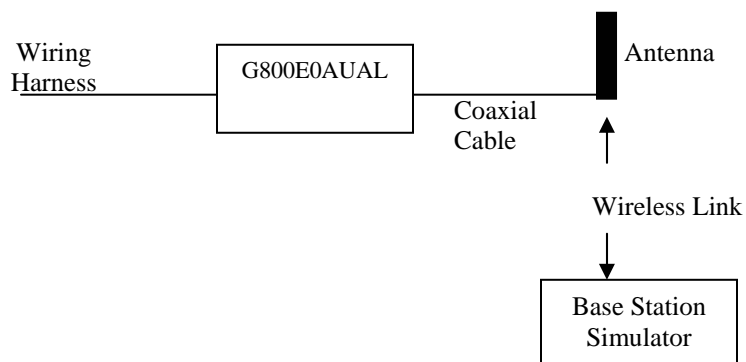 Wiring
Harness
G800E0AUAL
Coaxial
Cable
Antenna
Wireless Link
Base Station
Simulator